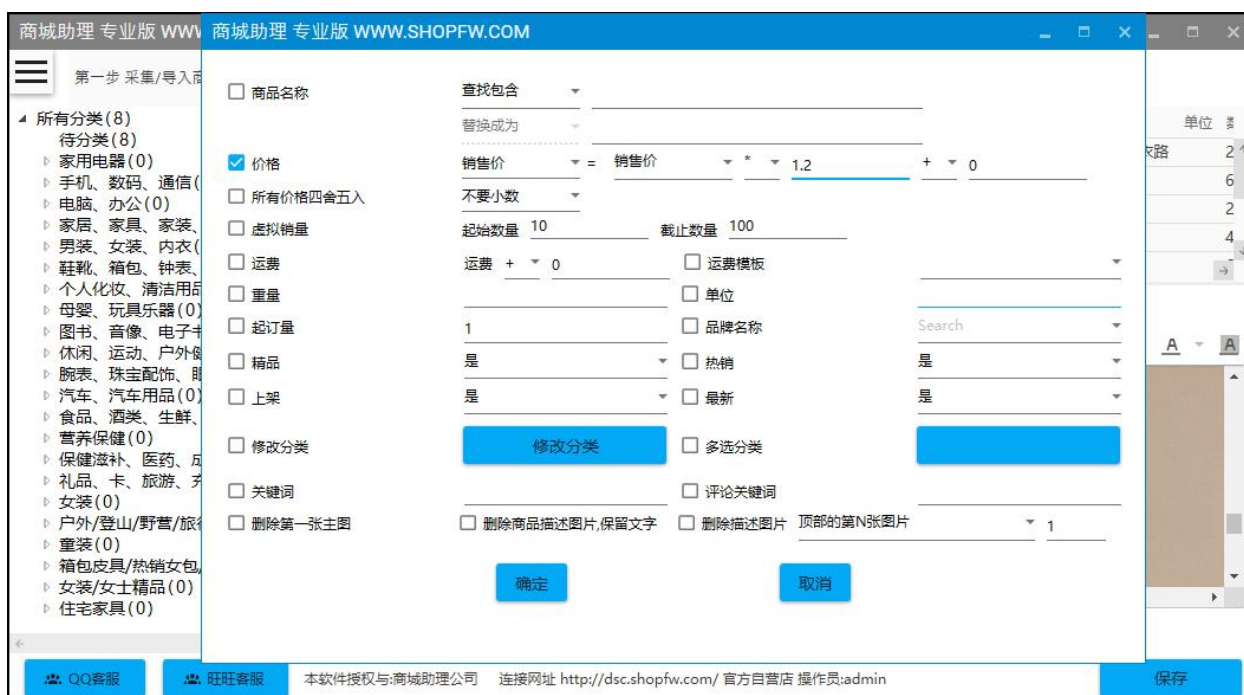 商城助理 专业版 WWW
商城助理 专业版 WWW.SHOPFW.COM
第一步 采集/导入商
所有分类(8)
待分类(8)
家用电器(0)
手机、数码、通信(
电脑、办公(0)
家居、家具、家装、
男装、女装、内衣(
鞋靴、箱包、钟表、
个人化妆、清洁用品
母婴、玩具乐器(0)
图书、音像、电子书
休闲、运动、户外健
腕表、珠宝配饰、眼
汽车、汽车用品(0)
食品、酒类、生鲜、
营养保健(0)
保健滋补、医药、成
礼品、卡、旅游、充
女装(0)
户外/登山/野营/旅行
童装(0)
箱包皮具/热销女包/
女装/女士精品(0)
住宅家具(0)
商品名称 查找包含
替换成为
价格 销售价 = 销售价 * 1.2 + 0
所有价格四舍五入 不要小数
虚拟销量 起始数量 10 截止数量 100
运费 运费 + 0 运费模板
重量 单位
起订量 1 品牌名称 Search
精品 是 热销 是
上架 是 最新 是
修改分类 修改分类 多选分类
关键词 评论关键词
删除第一张主图 删除商品描述图片,保留文字 删除描述图片 顶部的第N张图片 1
确定 取消
单位
2
6
2
4
A A
QQ客服 旺旺客服 本软件授权与:商城助理公司 连接网址 http://dsc.shopfw.com/ 官方自营店 操作员:admin 保存